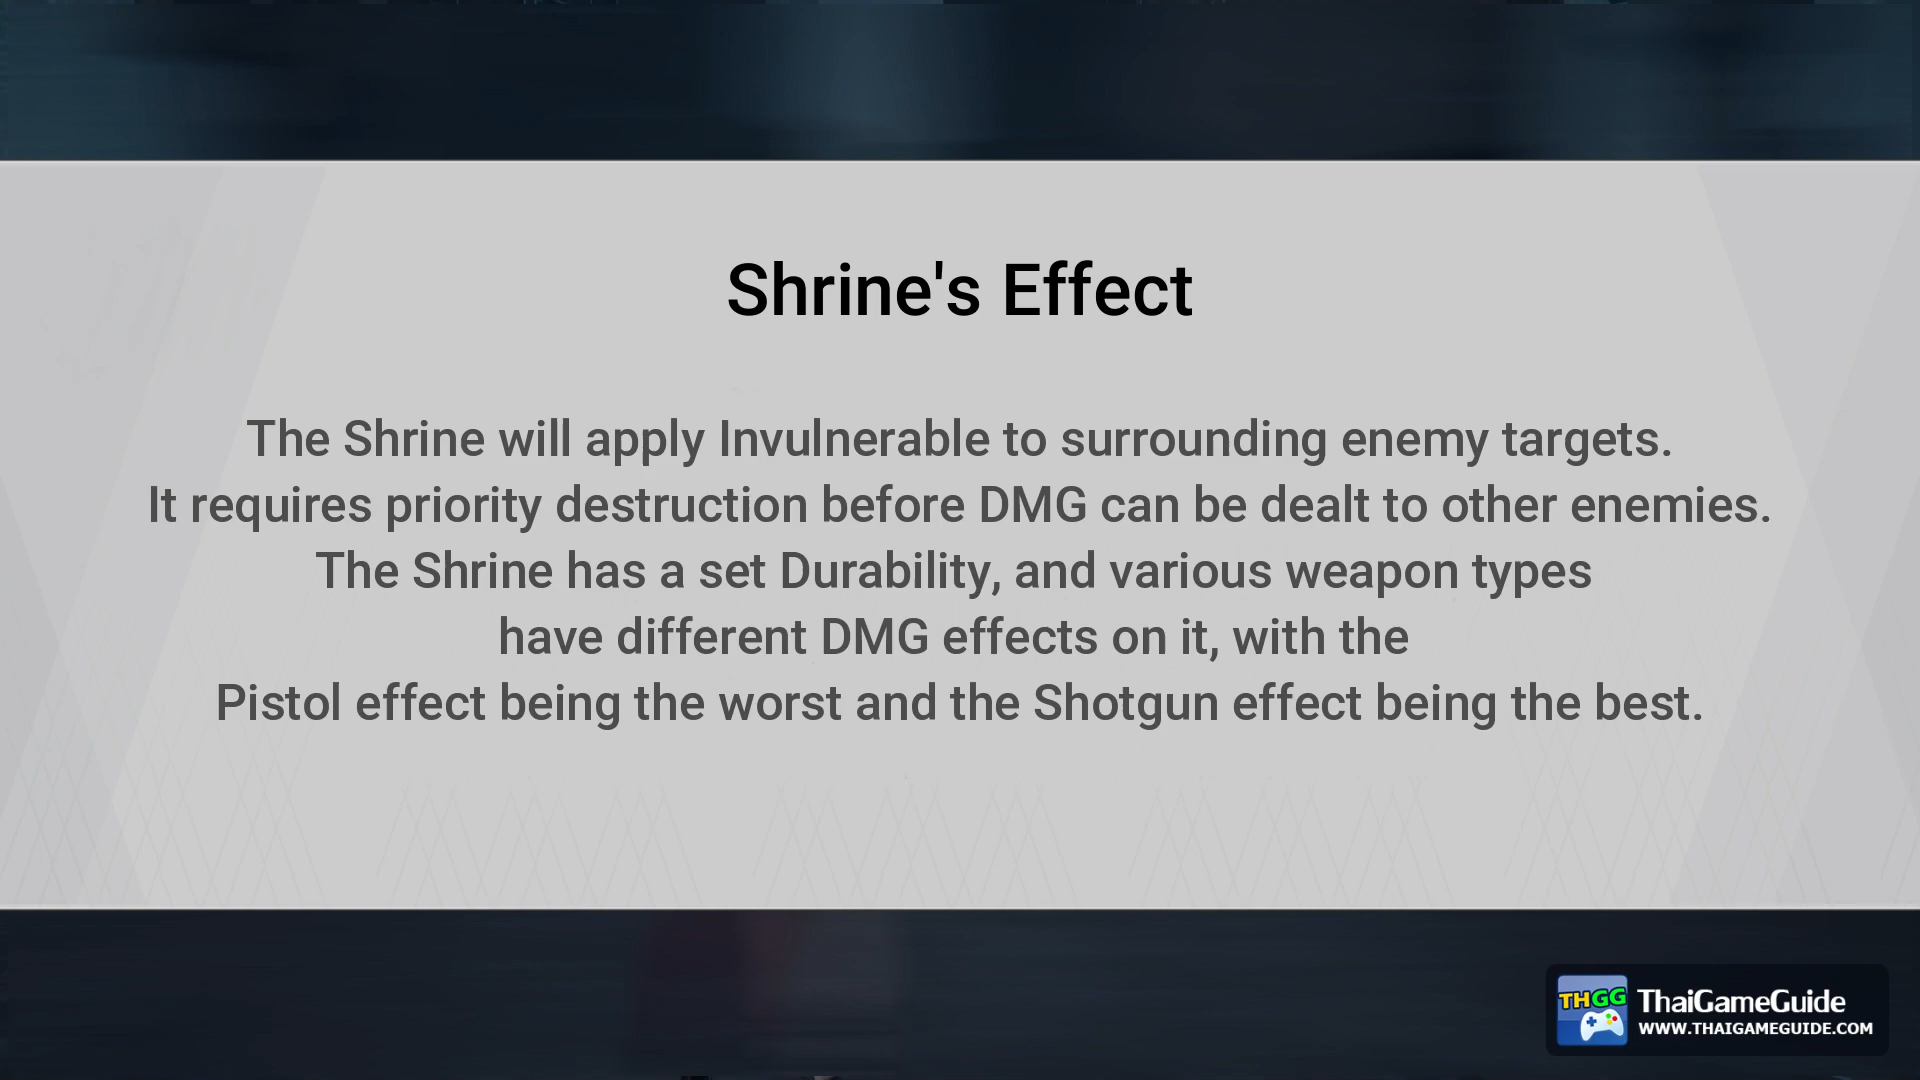 Shrine's Effect
The Shrine will apply Invulnerable to surrounding enemy targets.
It requires priority destruction before DMG can be dealt to other enemies.
The Shrine has a set Durability, and various weapon types
have different DMG effects on it, with the
Pistol effect being the worst and the Shotgun effect being the best.
THGG
ThaiGameGuide
WWW.THAIGAMEGUIDE.COM